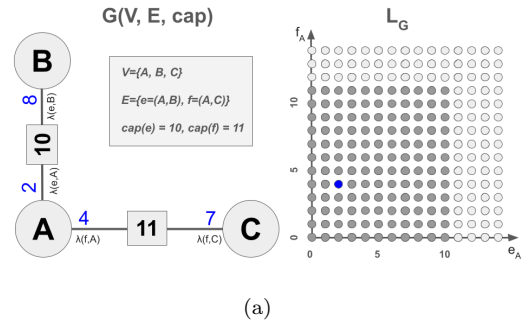 G(V, E, cap)
B
8
λ(e,B)
10
2
λ(e,A)
A
4
λ(f,A)
11
7
λ(f,C)
C
V={A, B, C}
E={e=(A,B), f=(A,C)}
cap(e) = 10, cap(f) = 11
L_G
f_A
10
5
0
0
5
10
e_A
(a)